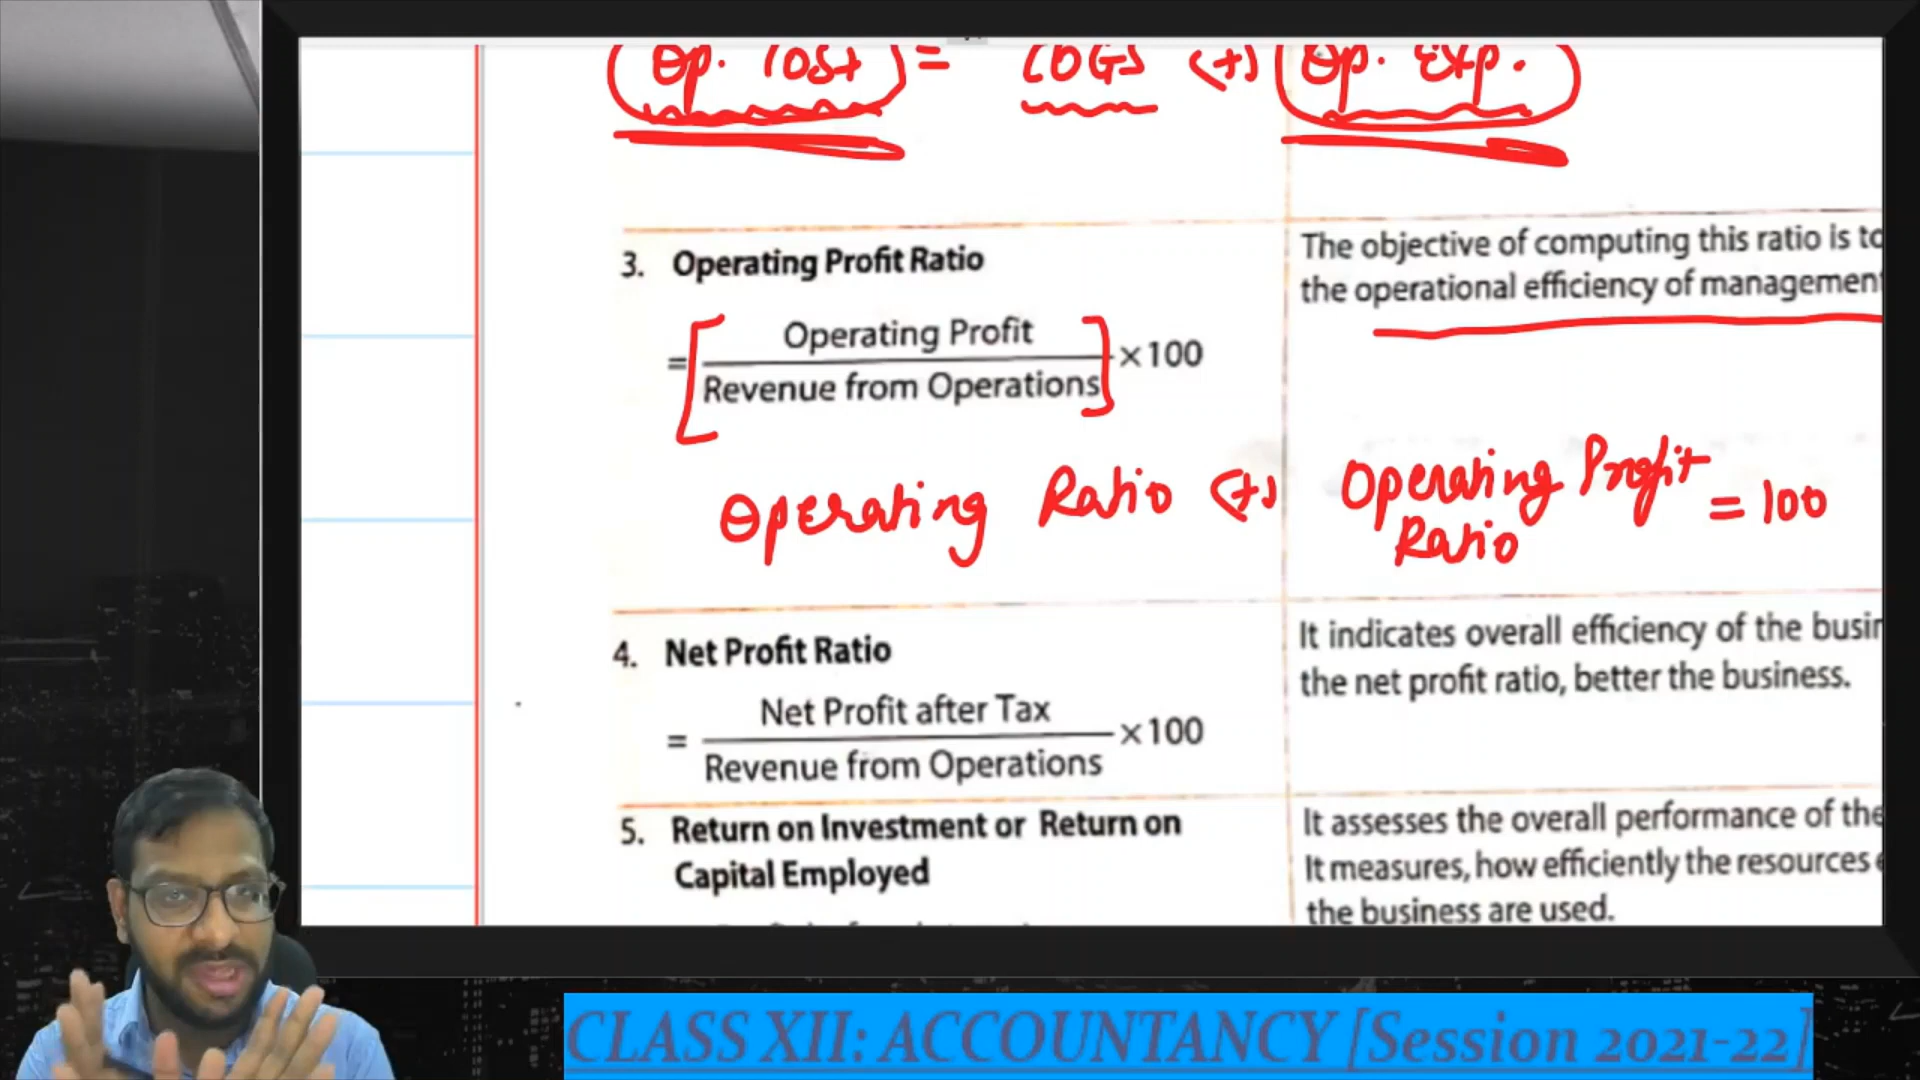 Op. Cost = COGS (+) Op. Exp.
3. Operating Profit Ratio
= [Operating Profit
Revenue from Operations] ×100
The objective of computing this ratio is to
the operational efficiency of management
Operating Ratio (+) Operating Profit Ratio = 100
4. Net Profit Ratio
= Net Profit after Tax
Revenue from Operations ×100
It indicates overall efficiency of the
the net profit ratio, better the business.
5. Return on Investment or Return on
Capital Employed
It assesses the overall performance of the
It measures, how efficiently the resources
the business are used.
CLASS XII: ACCOUNTANCY [Session 2021-22]